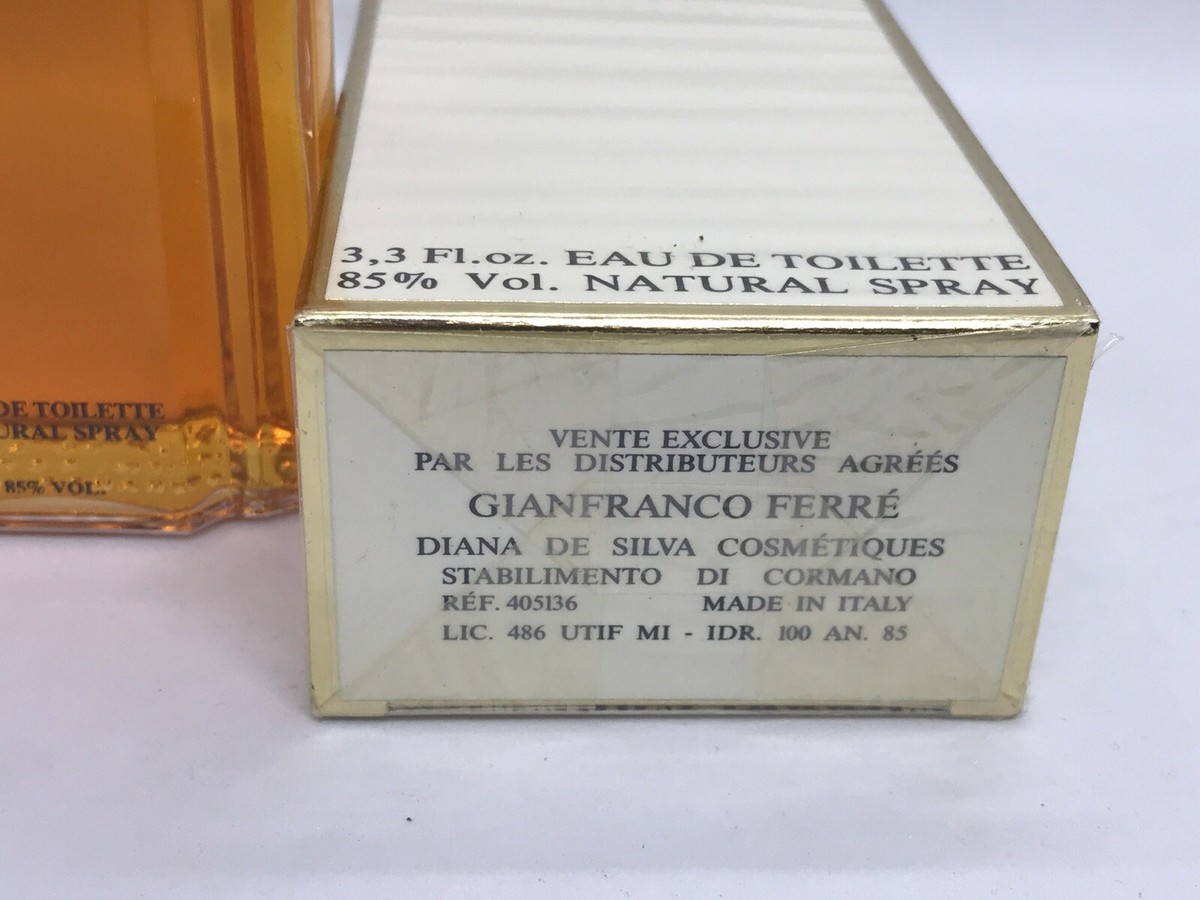 3,3 Fl.oz. EAU DE TOILETTE
85% Vol. NATURAL SPRAY
VENTE EXCLUSIVE
PAR LES DISTRIBUTEURS AGRÉÉS
GIANFRANCO FERRÉ
DIANA DE SILVA COSMÉTIQUES
STABILIMENTO DI CORMANO
RÉF. 405136 MADE IN ITALY
LIC. 486 UTIF MI - IDR. 100 AN. 85
DE TOILETTE
URAL SPRAY
85% VOL.